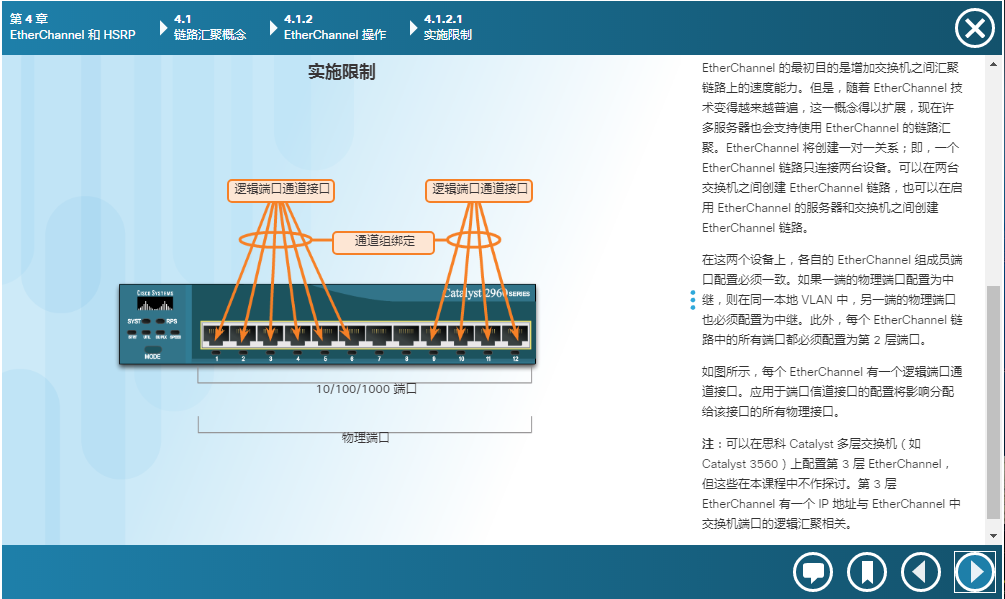 第 4 章
EtherChannel 和 HSRP
4.1
链路汇聚概念
4.1.2
EtherChannel 操作
4.1.2.1
实施限制
实施限制
逻辑端口通道接口
逻辑端口通道接口
通道组绑定
CISCO SYSTEMS
Catalyst 2960 SERIES
SYST
RPS
MODE
1 2 3 4 5 6 7 8 9 10 11 12
10/100/1000 端口
物理端口
EtherChannel 的最初目的是增加交换机之间汇聚
链路上的速度能力。但是，随着 EtherChannel 技
术变得越来越普遍，这一概念得以扩展，现在许
多服务器也会支持使用 EtherChannel 的链路汇
聚。EtherChannel 将创建一对一关系；即，一个
EtherChannel 链路只连接两台设备。可以在两台
交换机之间创建 EtherChannel 链路，也可以在启
用 EtherChannel 的服务器和交换机之间创建
EtherChannel 链路。
在这两个设备上，各自的 EtherChannel 组成员端
口配置必须一致。如果一端的物理端口配置为中
继，则在同一本地 VLAN 中，另一端的物理端口
也必须配置为中继。此外，每个 EtherChannel 链
路中的所有端口都必须配置为第 2 层端口。
如图所示，每个 EtherChannel 有一个逻辑端口通
道接口。应用于端口信道接口的配置将影响分配
给该接口的所有物理接口。
注：可以在思科 Catalyst 多层交换机（如
Catalyst 3560）上配置第 3 层 EtherChannel，
但这些在本课程中不作探讨。第 3 层
EtherChannel 有一个 IP 地址与 EtherChannel 中
交换机端口的逻辑汇聚相关。